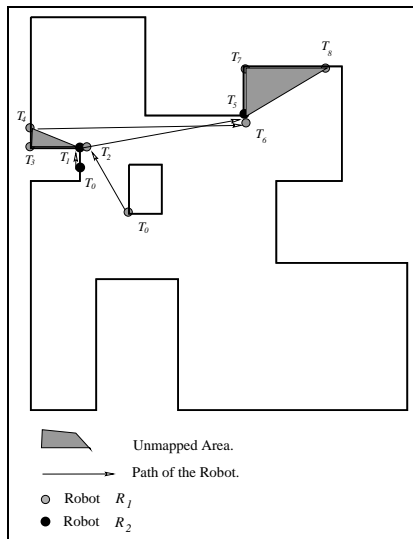 T7 T8
T5
T4
T6
T3 T1 T2
T0
T0
Unmapped Area.
Path of the Robot.
Robot R1
Robot R2